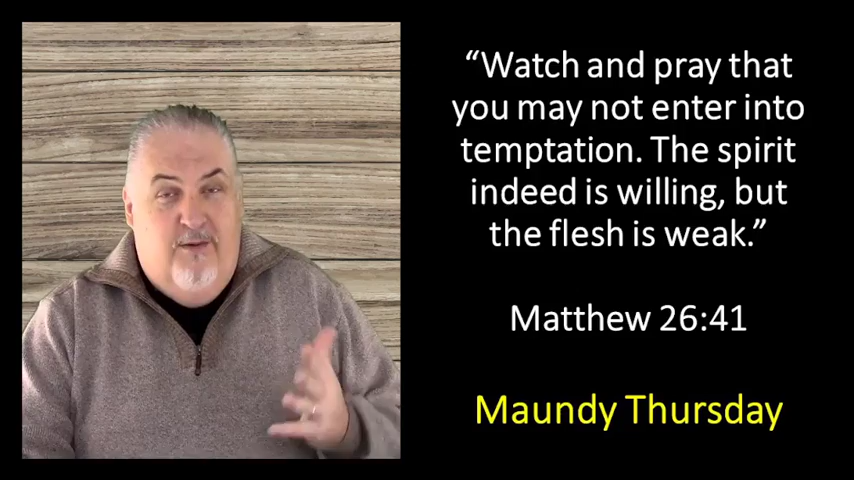 “Watch and pray that
you may not enter into
temptation. The spirit
indeed is willing, but
the flesh is weak.”
Matthew 26:41
Maundy Thursday